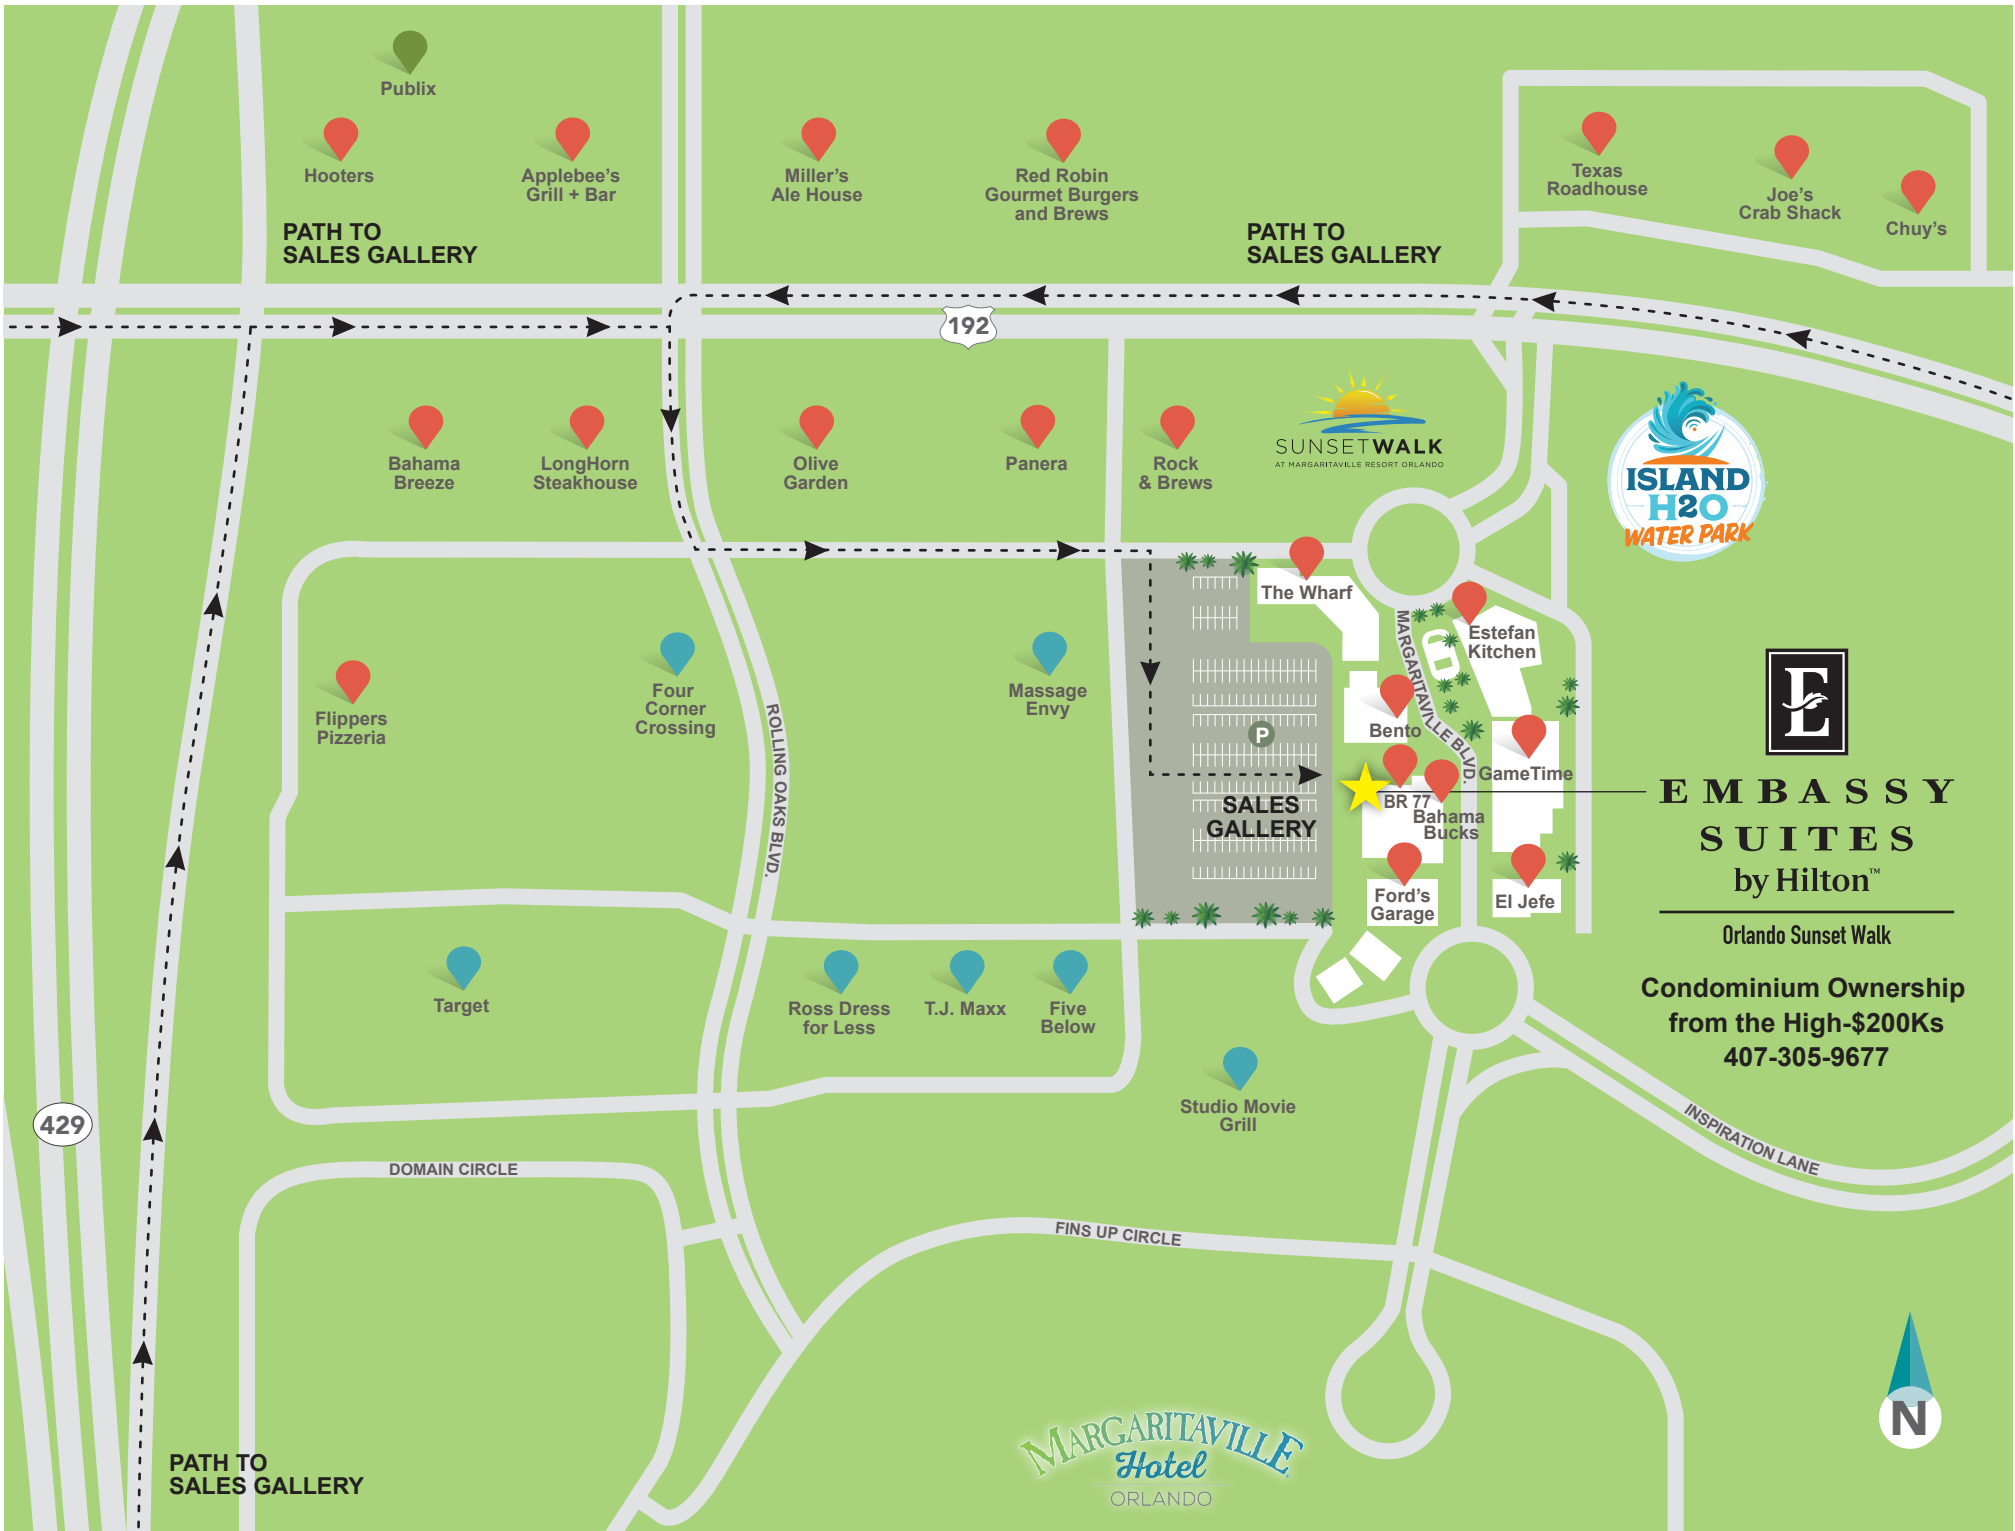 Publix
Hooters
Applebee's
Grill + Bar
Miller's
Ale House
Red Robin
Gourmet Burgers
and Brews
Texas
Roadhouse
Joe's
Crab Shack
Chuy's
PATH TO
SALES GALLERY
PATH TO
SALES GALLERY
192
Bahama
Breeze
LongHorn
Steakhouse
Olive
Garden
Panera
Rock
& Brews
SUNSETWALK
AT MARGARITAVILLE RESORT ORLANDO
ISLAND
H2O
WATER PARK
The Wharf
Estefan
Kitchen
MARGARITAVILLE BLVD.
Flippers
Pizzeria
Four
Corner
Crossing
Massage
Envy
ROLLING OAKS BLVD.
P
Bento
GameTime
BR 77
Bahama
Bucks
SALES
GALLERY
Ford's
Garage
El Jefe
E
EMBASSY
SUITES
by Hilton™
Orlando Sunset Walk
Condominium Ownership
from the High-$200Ks
407-305-9677
Target
Ross Dress
for Less
T.J. Maxx
Five
Below
Studio Movie
Grill
429
DOMAIN CIRCLE
FINS UP CIRCLE
INSPIRATION LANE
MARGARITAVILLE
Hotel
ORLANDO
N
PATH TO
SALES GALLERY